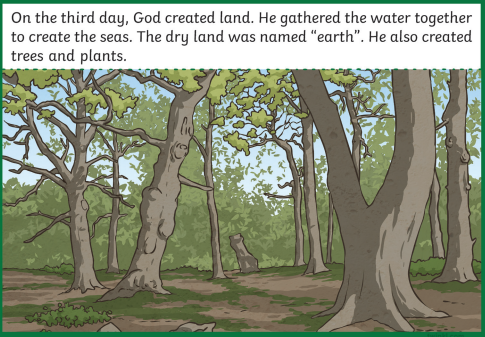 On the third day, God created land. He gathered the water together
to create the seas. The dry land was named “earth”. He also created
trees and plants.